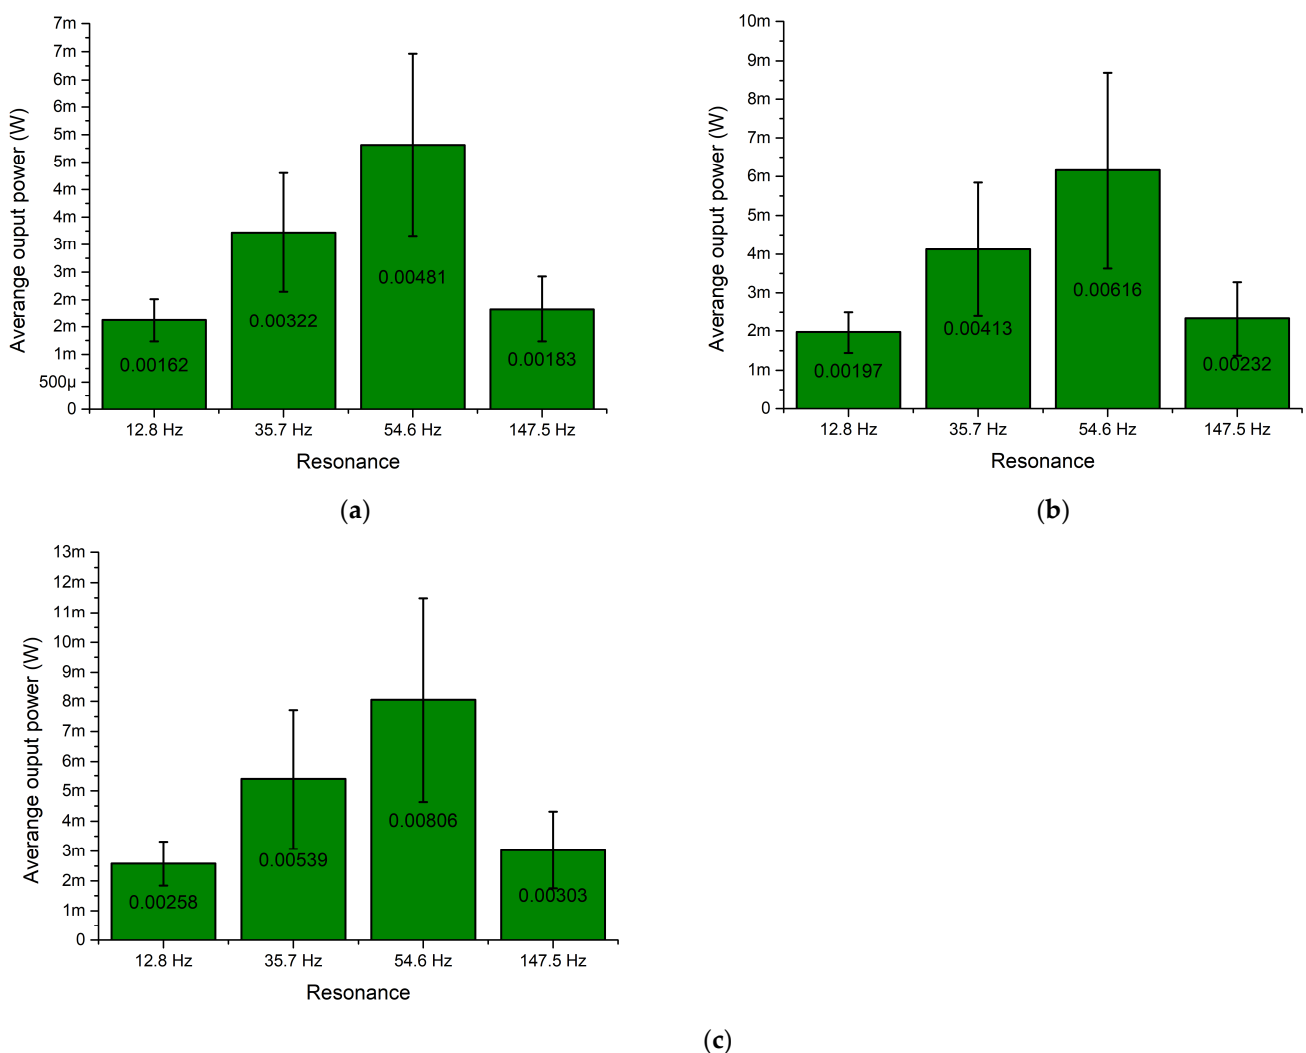 7m
7m
6m
6m
5m
5m
4m
4m
3m
3m
2m
2m
1m
500µ
0
Averange ouput power (W)
0.00162
0.00322
0.00481
0.00183
12.8 Hz 35.7 Hz 54.6 Hz 147.5 Hz
Resonance
(a)
10m
9m
8m
7m
6m
5m
4m
3m
2m
1m
0
Averange ouput power (W)
0.00197
0.00413
0.00616
0.00232
12.8 Hz 35.7 Hz 54.6 Hz 147.5 Hz
Resonance
(b)
13m
12m
11m
10m
9m
8m
7m
6m
5m
4m
3m
2m
1m
0
Averange ouput power (W)
0.00258
0.00539
0.00806
0.00303
12.8 Hz 35.7 Hz 54.6 Hz 147.5 Hz
Resonance
(c)